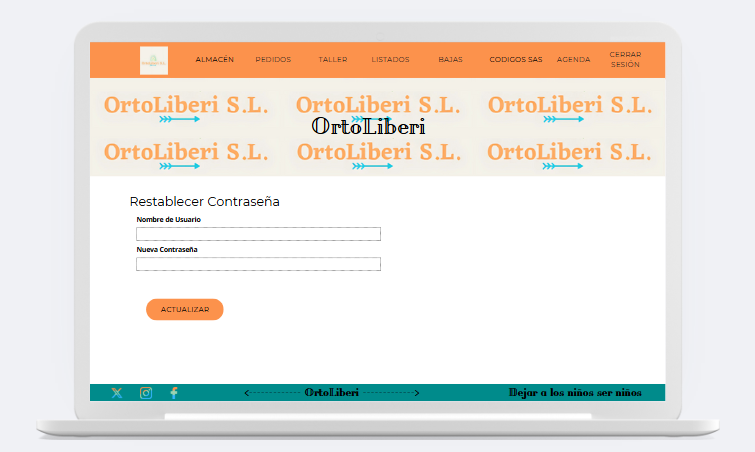 ALMACÉN PEDIDOS TALLER LISTADOS BAJAS CODIGOS SAS AGENDA CERRAR SESIÓN
OrtoLiberi S.L. OrtoLiberi S.L. OrtoLiberi S.L.
OrtoLiberi
OrtoLiberi S.L. OrtoLiberi S.L. OrtoLiberi S.L.
Restablecer Contraseña
Nombre de Usuario
Nueva Contraseña
ACTUALIZAR
OrtoLiberi Dejar a los niños ser niños